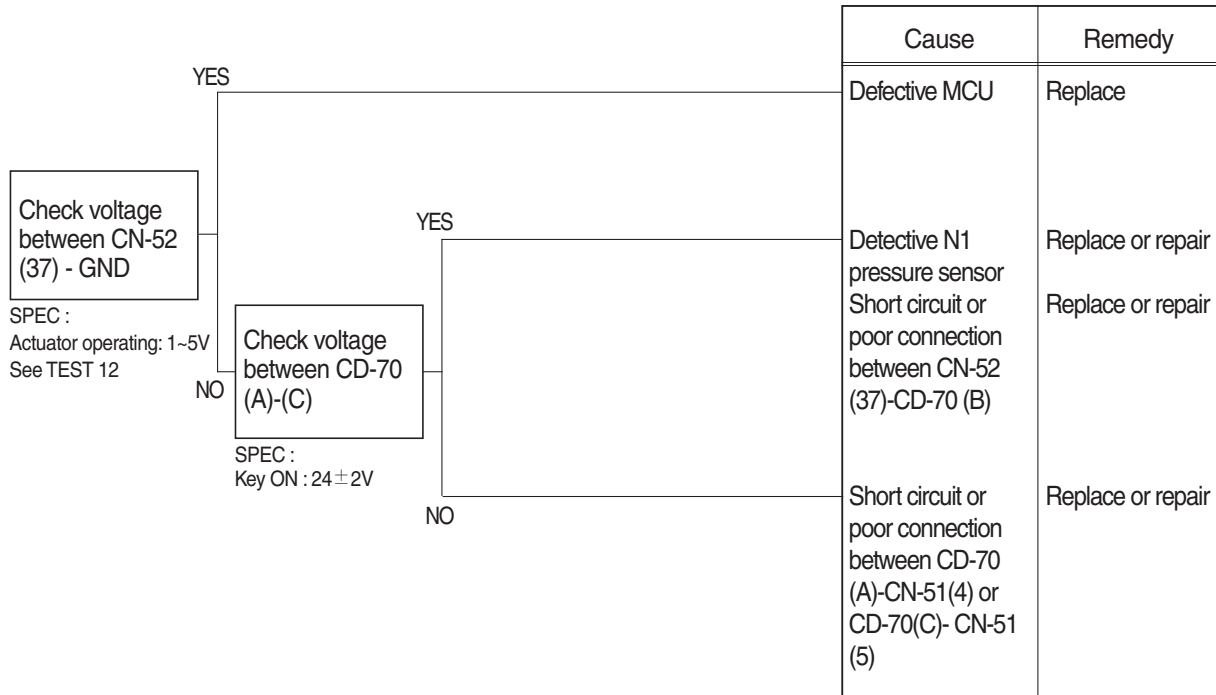 Cause Remedy
YES
Defective MCU Replace
Check voltage
between CN-52
(37) - GND
SPEC :
Actuator operating: 1~5V
See TEST 12
NO
Check voltage
between CD-70
(A)-(C)
SPEC :
Key ON : 24±2V
YES
Detective N1 Replace or repair
pressure sensor
Short circuit or Replace or repair
poor connection
between CN-52
(37)-CD-70 (B)
NO
Short circuit or Replace or repair
poor connection
between CD-70
(A)-CN-51(4) or
CD-70(C)- CN-51
(5)